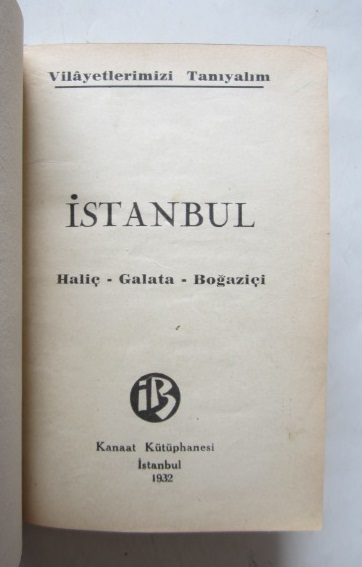 Vilâyetlerimizi Tanıyalım
İSTANBUL
Haliç - Galata - Boğaziçi
İB
Kanaat Kütüphanesi
İstanbul
1932